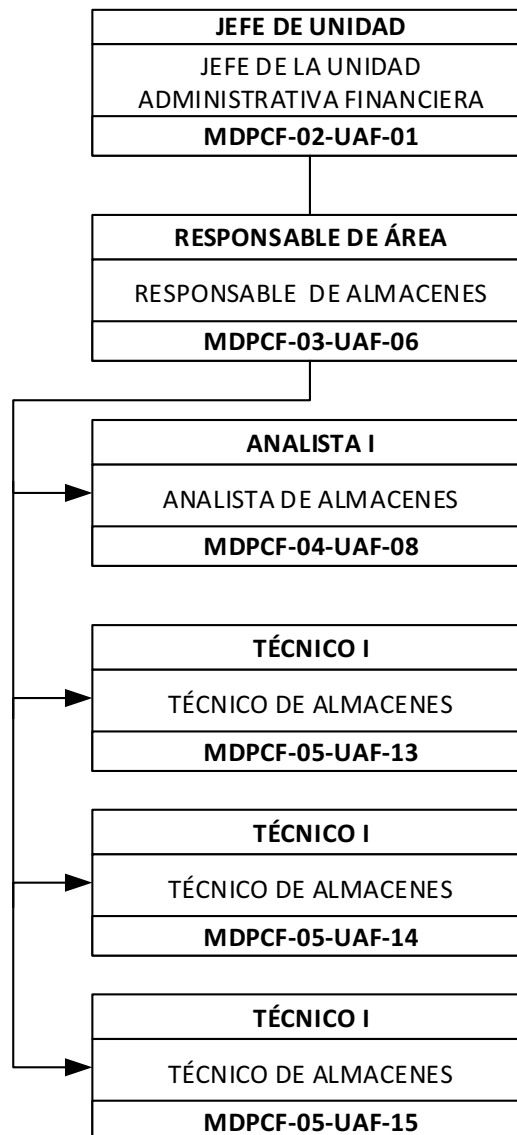 JEFE DE UNIDAD
JEFE DE LA UNIDAD
ADMINISTRATIVA FINANCIERA
MDPCF-02-UAF-01
RESPONSABLE DE ÁREA
RESPONSABLE DE ALMACENES
MDPCF-03-UAF-06
ANALISTA I
ANALISTA DE ALMACENES
MDPCF-04-UAF-08
TÉCNICO I
TÉCNICO DE ALMACENES
MDPCF-05-UAF-13
TÉCNICO I
TÉCNICO DE ALMACENES
MDPCF-05-UAF-14
TÉCNICO I
TÉCNICO DE ALMACENES
MDPCF-05-UAF-15